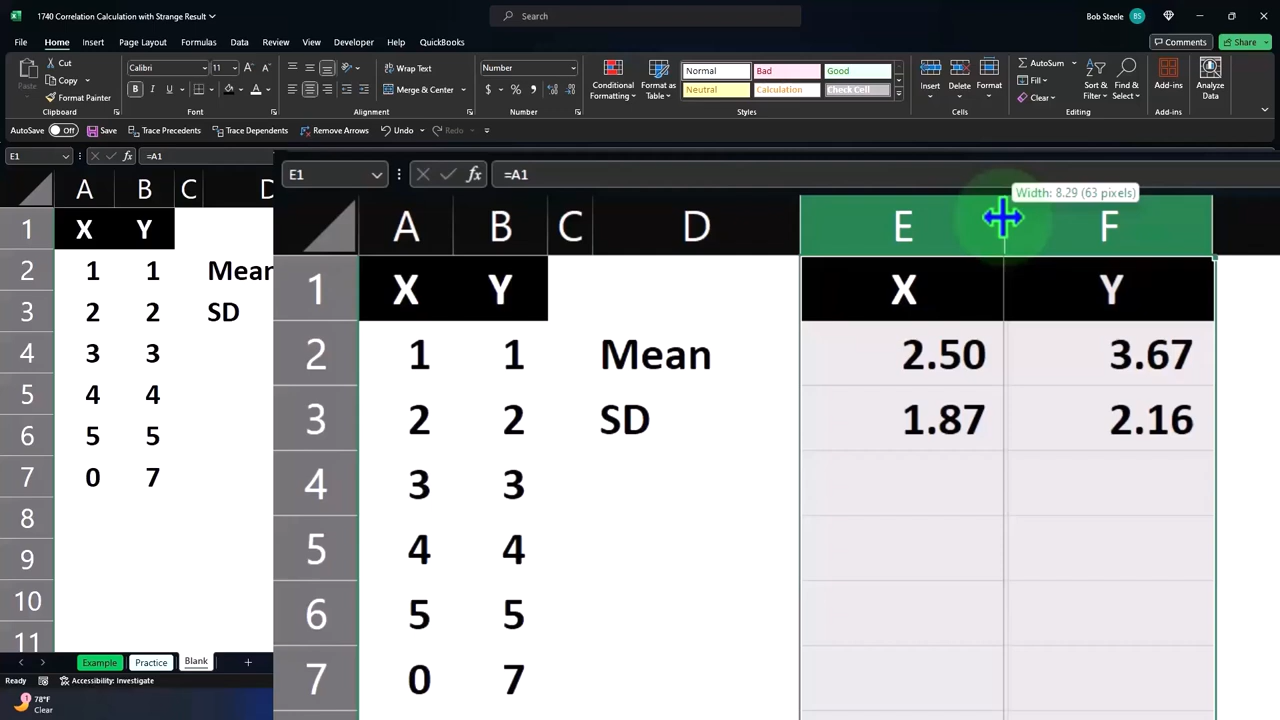 1740 Correlation Calculation with Strange Result
Search
Bob Steele
BS
File Home Insert Page Layout Formulas Data Review View Developer Help QuickBooks
Comments
Share
Paste
Cut
Copy
Format Painter
Clipboard
Calibri
11
B I U
Font
Wrap Text
Merge & Center
Alignment
Number
$ % 9
Number
Conditional Formatting
Format as Table
Normal Bad Good
Neutral Calculation Check Cell
Styles
Insert Delete Format
Cells
AutoSum
Fill
Clear
Sort & Filter
Find & Select
Editing
Add-ins
Add-ins
Analyze Data
AutoSave Off Save Trace Precedents Trace Dependents Remove Arrows Undo Redo
E1 fx =A1
A B C D
1 X Y
2 1 1 Mean
3 2 2 SD
4 3 3
5 4 4
6 5 5
7 0 7
8
9
10
11
E1 fx =A1
Width: 8.29 (63 pixels)
A B C D E F
1 X Y X Y
2 1 1 Mean 2.50 3.67
3 2 2 SD 1.87 2.16
4 3 3
5 4 4
6 5 5
7 0 7
Example Practice Blank +
Ready Accessibility: Investigate
1
78°F
Clear